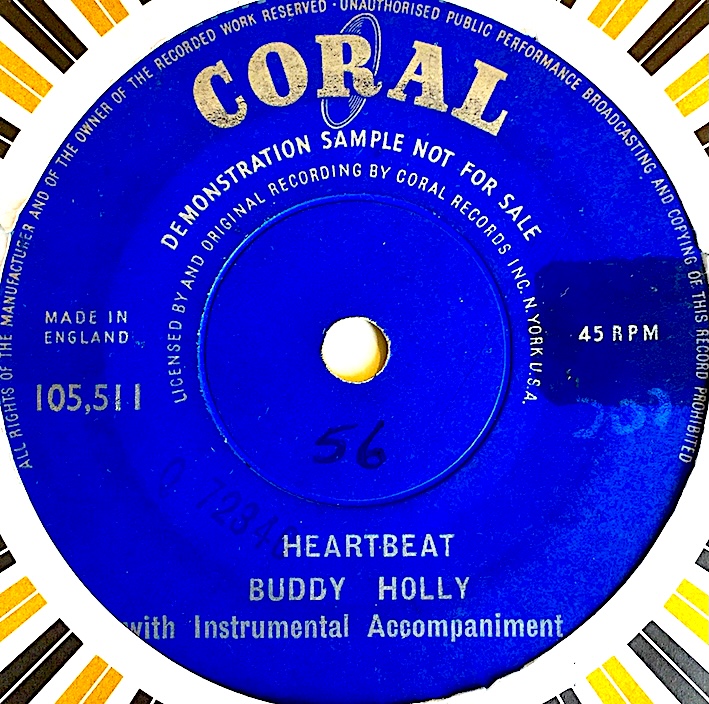 ALL RIGHTS OF THE MANUFACTURER AND OF THE OWNER OF THE RECORDED WORK RESERVED · UNAUTHORISED PUBLIC PERFORMANCE BROADCASTING AND COPYING OF THIS RECORD PROHIBITED
CORAL
DEMONSTRATION SAMPLE NOT FOR SALE
LICENSED BY AND ORIGINAL RECORDING BY CORAL RECORDS INC. N. YORK U.S.A.
MADE IN
ENGLAND
45 RPM
105,511
56
HEARTBEAT
BUDDY HOLLY
with Instrumental Accompaniment